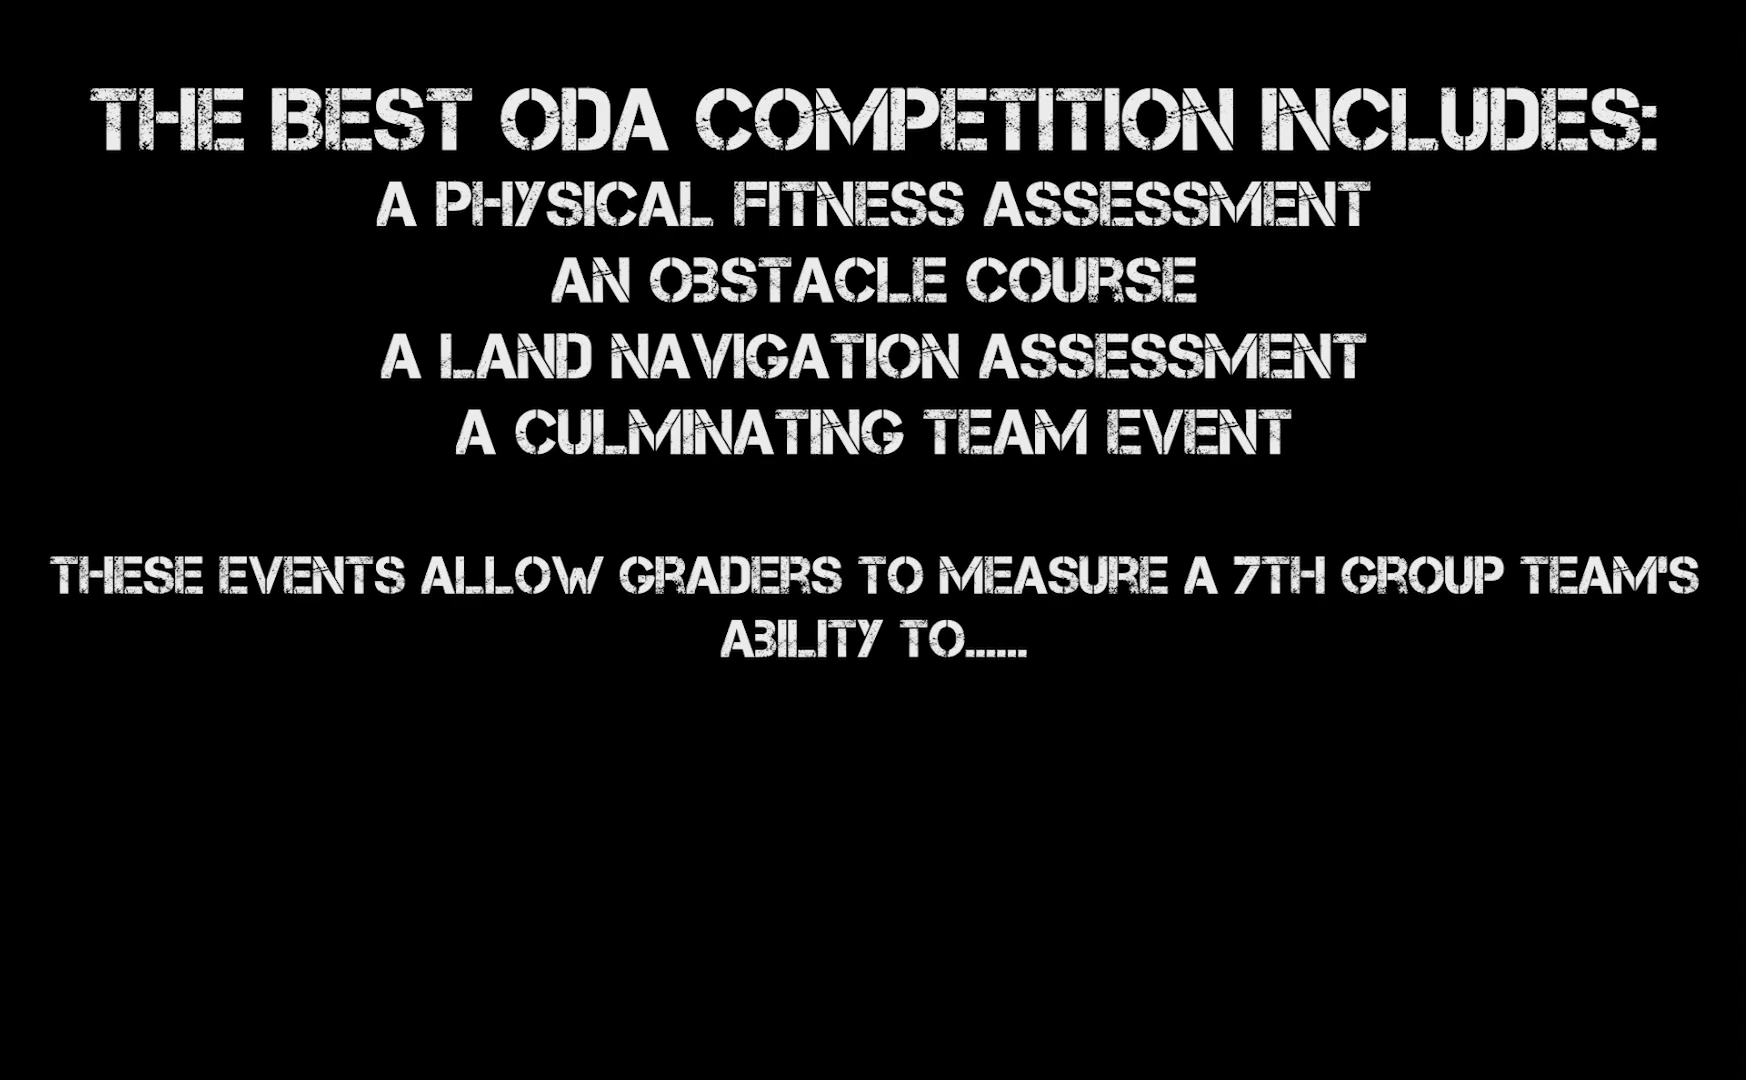 THE BEST ODA COMPETITION INCLUDES:
A PHYSICAL FITNESS ASSESSMENT
AN OBSTACLE COURSE
A LAND NAVIGATION ASSESSMENT
A CULMINATING TEAM EVENT
THESE EVENTS ALLOW GRADERS TO MEASURE A 7TH GROUP TEAM'S
ABILITY TO......